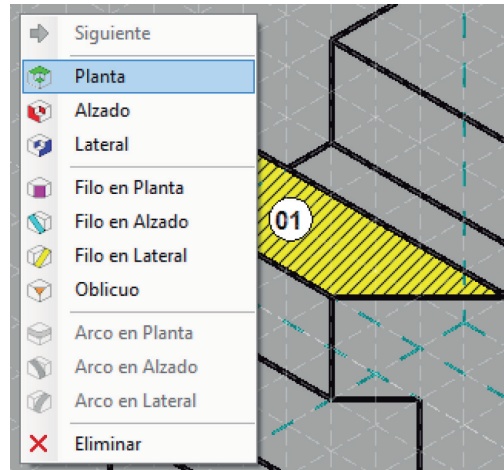 Siguiente
Planta
Alzado
Lateral
Filo en Planta
Filo en Alzado
Filo en Lateral
Oblicuo
Arco en Planta
Arco en Alzado
Arco en Lateral
Eliminar
01